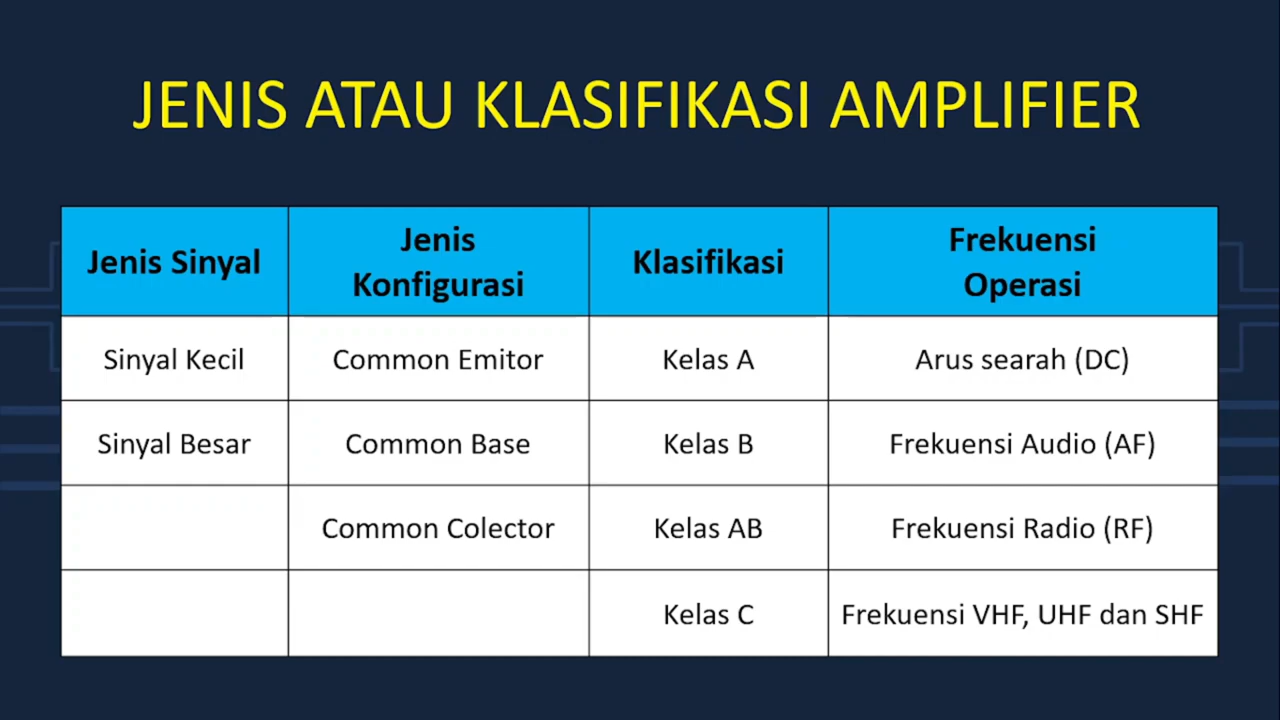 JENIS ATAU KLASIFIKASI AMPLIFIER
Jenis Sinyal
Jenis
Konfigurasi
Klasifikasi
Frekuensi
Operasi
Sinyal Kecil
Common Emitor
Kelas A
Arus searah (DC)
Sinyal Besar
Common Base
Kelas B
Frekuensi Audio (AF)
Common Colector
Kelas AB
Frekuensi Radio (RF)
Kelas C
Frekuensi VHF, UHF dan SHF